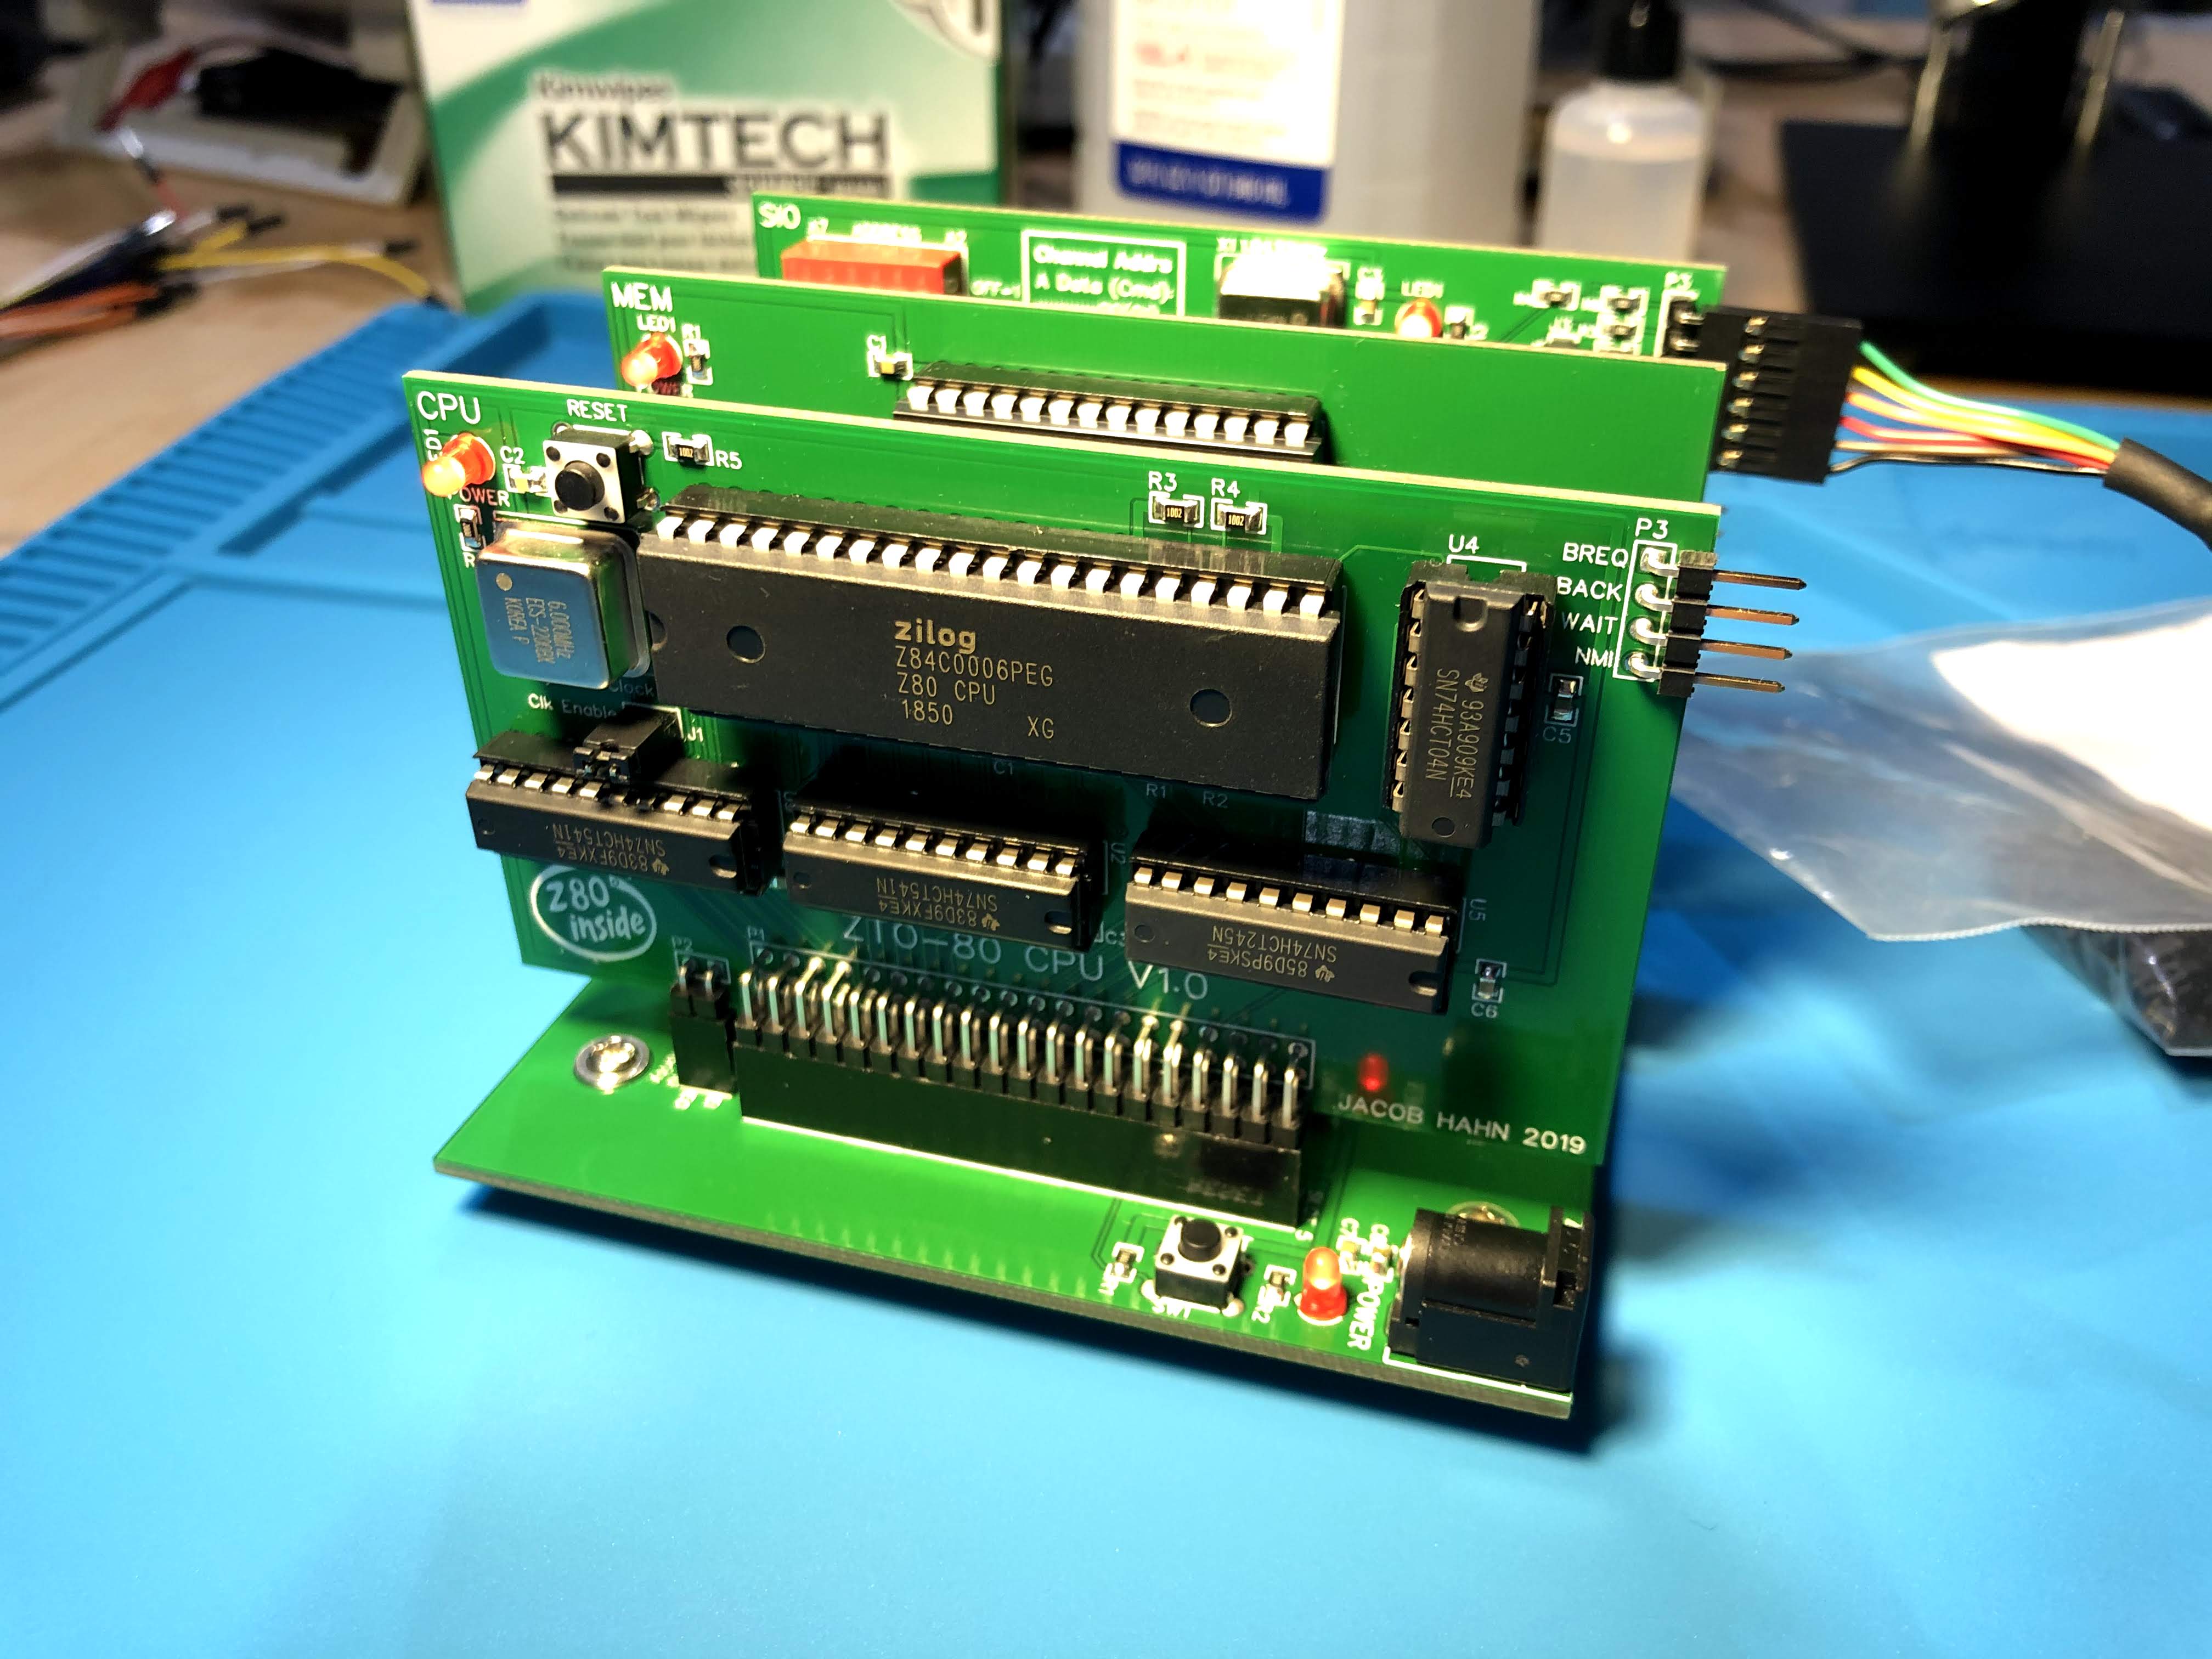 Kimwipes
KIMTECH
SIO
Channel Addrs
A Data (Cmd):
LED1
P3
MEM
LED1
R1
C1
CPU
RESET
C2
R5
POWER
R3
R4
1002
1002
1002
U4
P3
BREQ
BACK
WAIT
NMI
6.000MHz
ECS-2200BX
KOREA F
Clock
Clk Enable
J1
zilog
Z84C0006PEG
Z80 CPU
1850 XG
93A909KE4
SN74HCT04N
C5
C1
R1
R2
83D9FXKE4
SN74HCT541N
83D9FXKE4
SN74HCT541N
U2
85D9PSKE4
SN74HCT245N
U5
C6
Z80
inside
P2
P1
ZTO-80 CPU V1.0
JACOB HAHN 2019
SW1
POWER